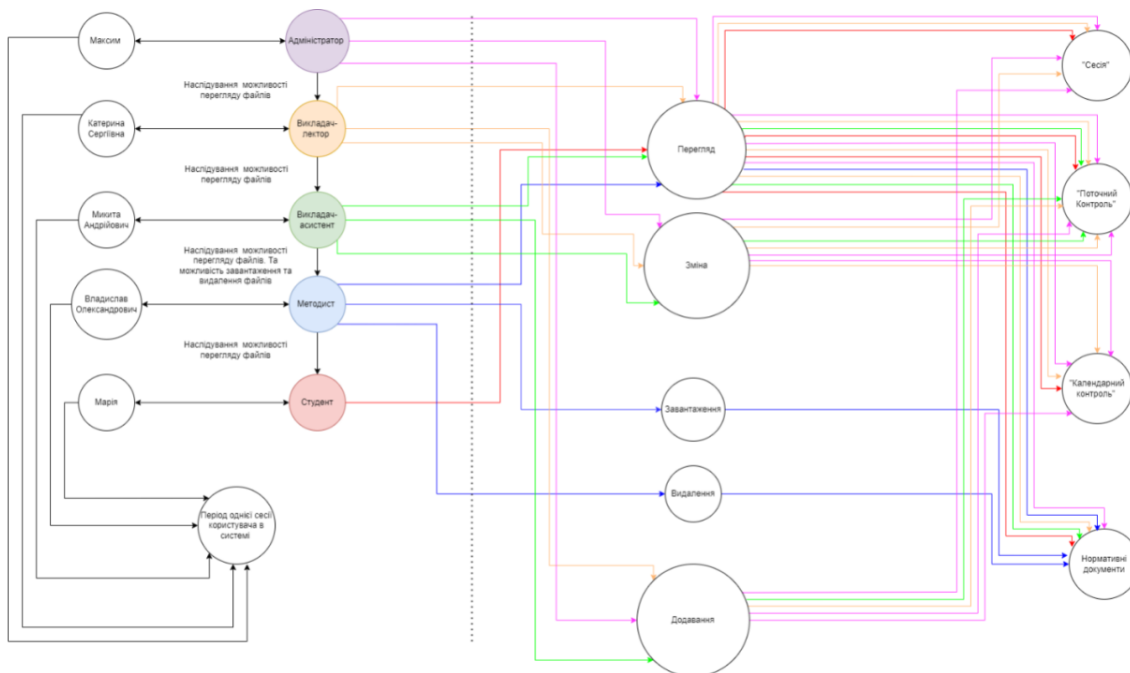 Максим
Адміністратор
"Сесія"
Наслідування можливості
перегляду файлів
Катерина
Сергіївна
Викладач-
лектор
Перегляд
Наслідування можливості
перегляду файлів
Микита
Андрійович
Викладач-
асистент
"Поточний
Контроль"
Наслідування можливості
перегляду файлів. Та
можливість завантаження та
видалення файлів
Зміна
Владислав
Олександрович
Методист
Наслідування можливості
перегляду файлів
Марія
Студент
Завантаження
"Календарний
контроль"
Видалення
Період однієї сесії
користувача в
системі
Нормативні
документи
Додавання